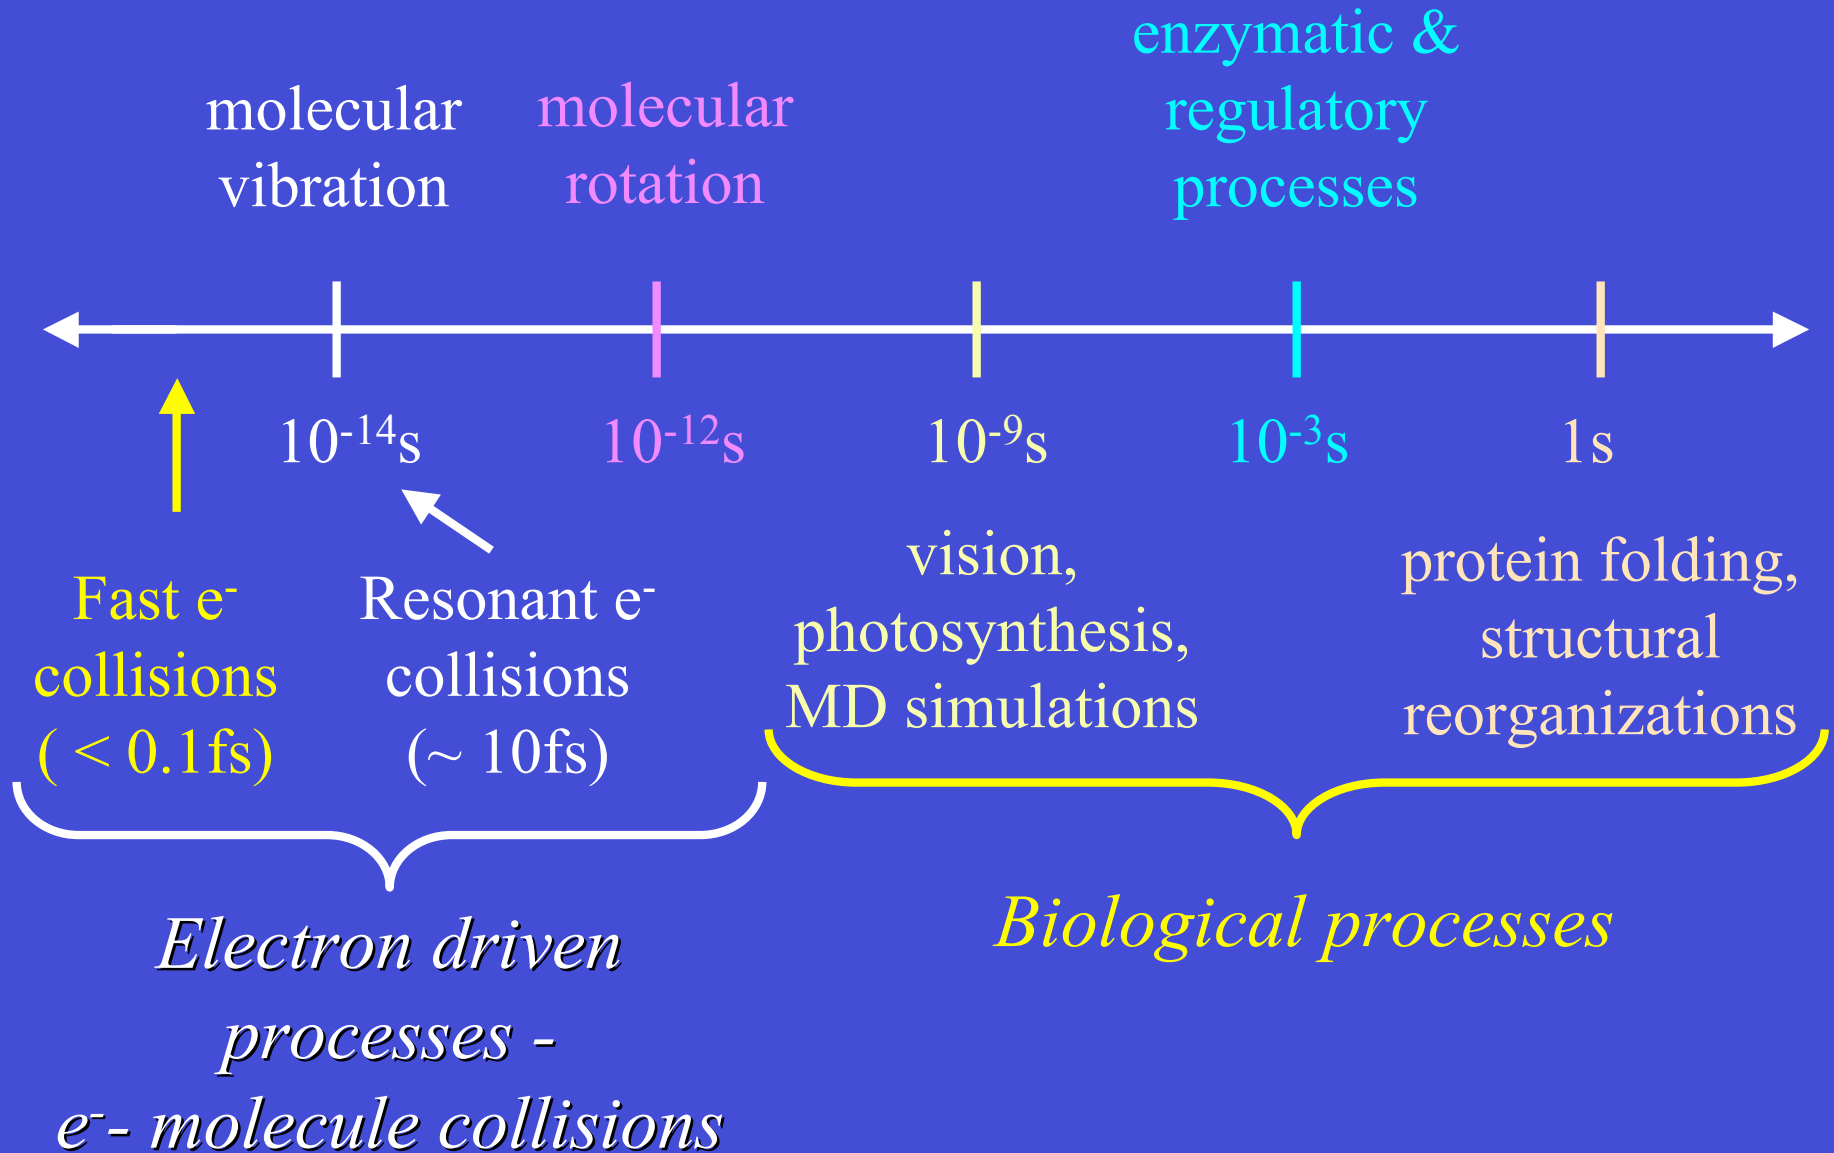 enzymatic &
regulatory
processes
molecular
vibration
molecular
rotation
10⁻¹⁴s
10⁻¹²s
10⁻⁹s
10⁻³s
1s
Fast e⁻
collisions
( < 0.1fs)
Resonant e⁻
collisions
(~ 10fs)
vision,
photosynthesis,
MD simulations
protein folding,
structural
reorganizations
Electron driven
processes -
e⁻- molecule collisions
Biological processes